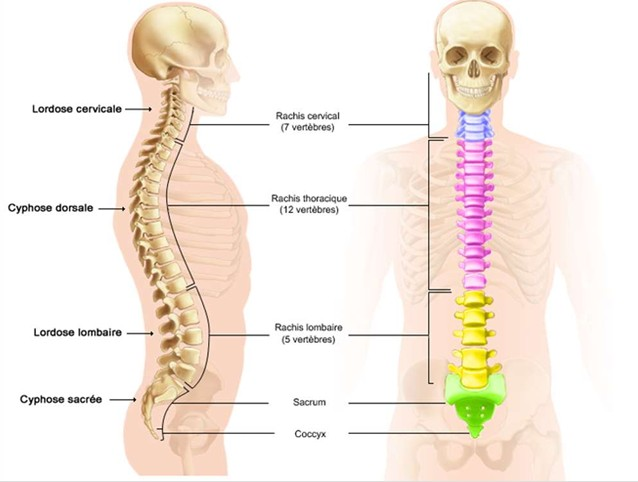 Lordose cervicale
Rachis cervical
(7 vertèbres)
Cyphose dorsale
Rachis thoracique
(12 vertèbres)
Lordose lombaire
Rachis lombaire
(5 vertèbres)
Cyphose sacrée
Sacrum
Coccyx